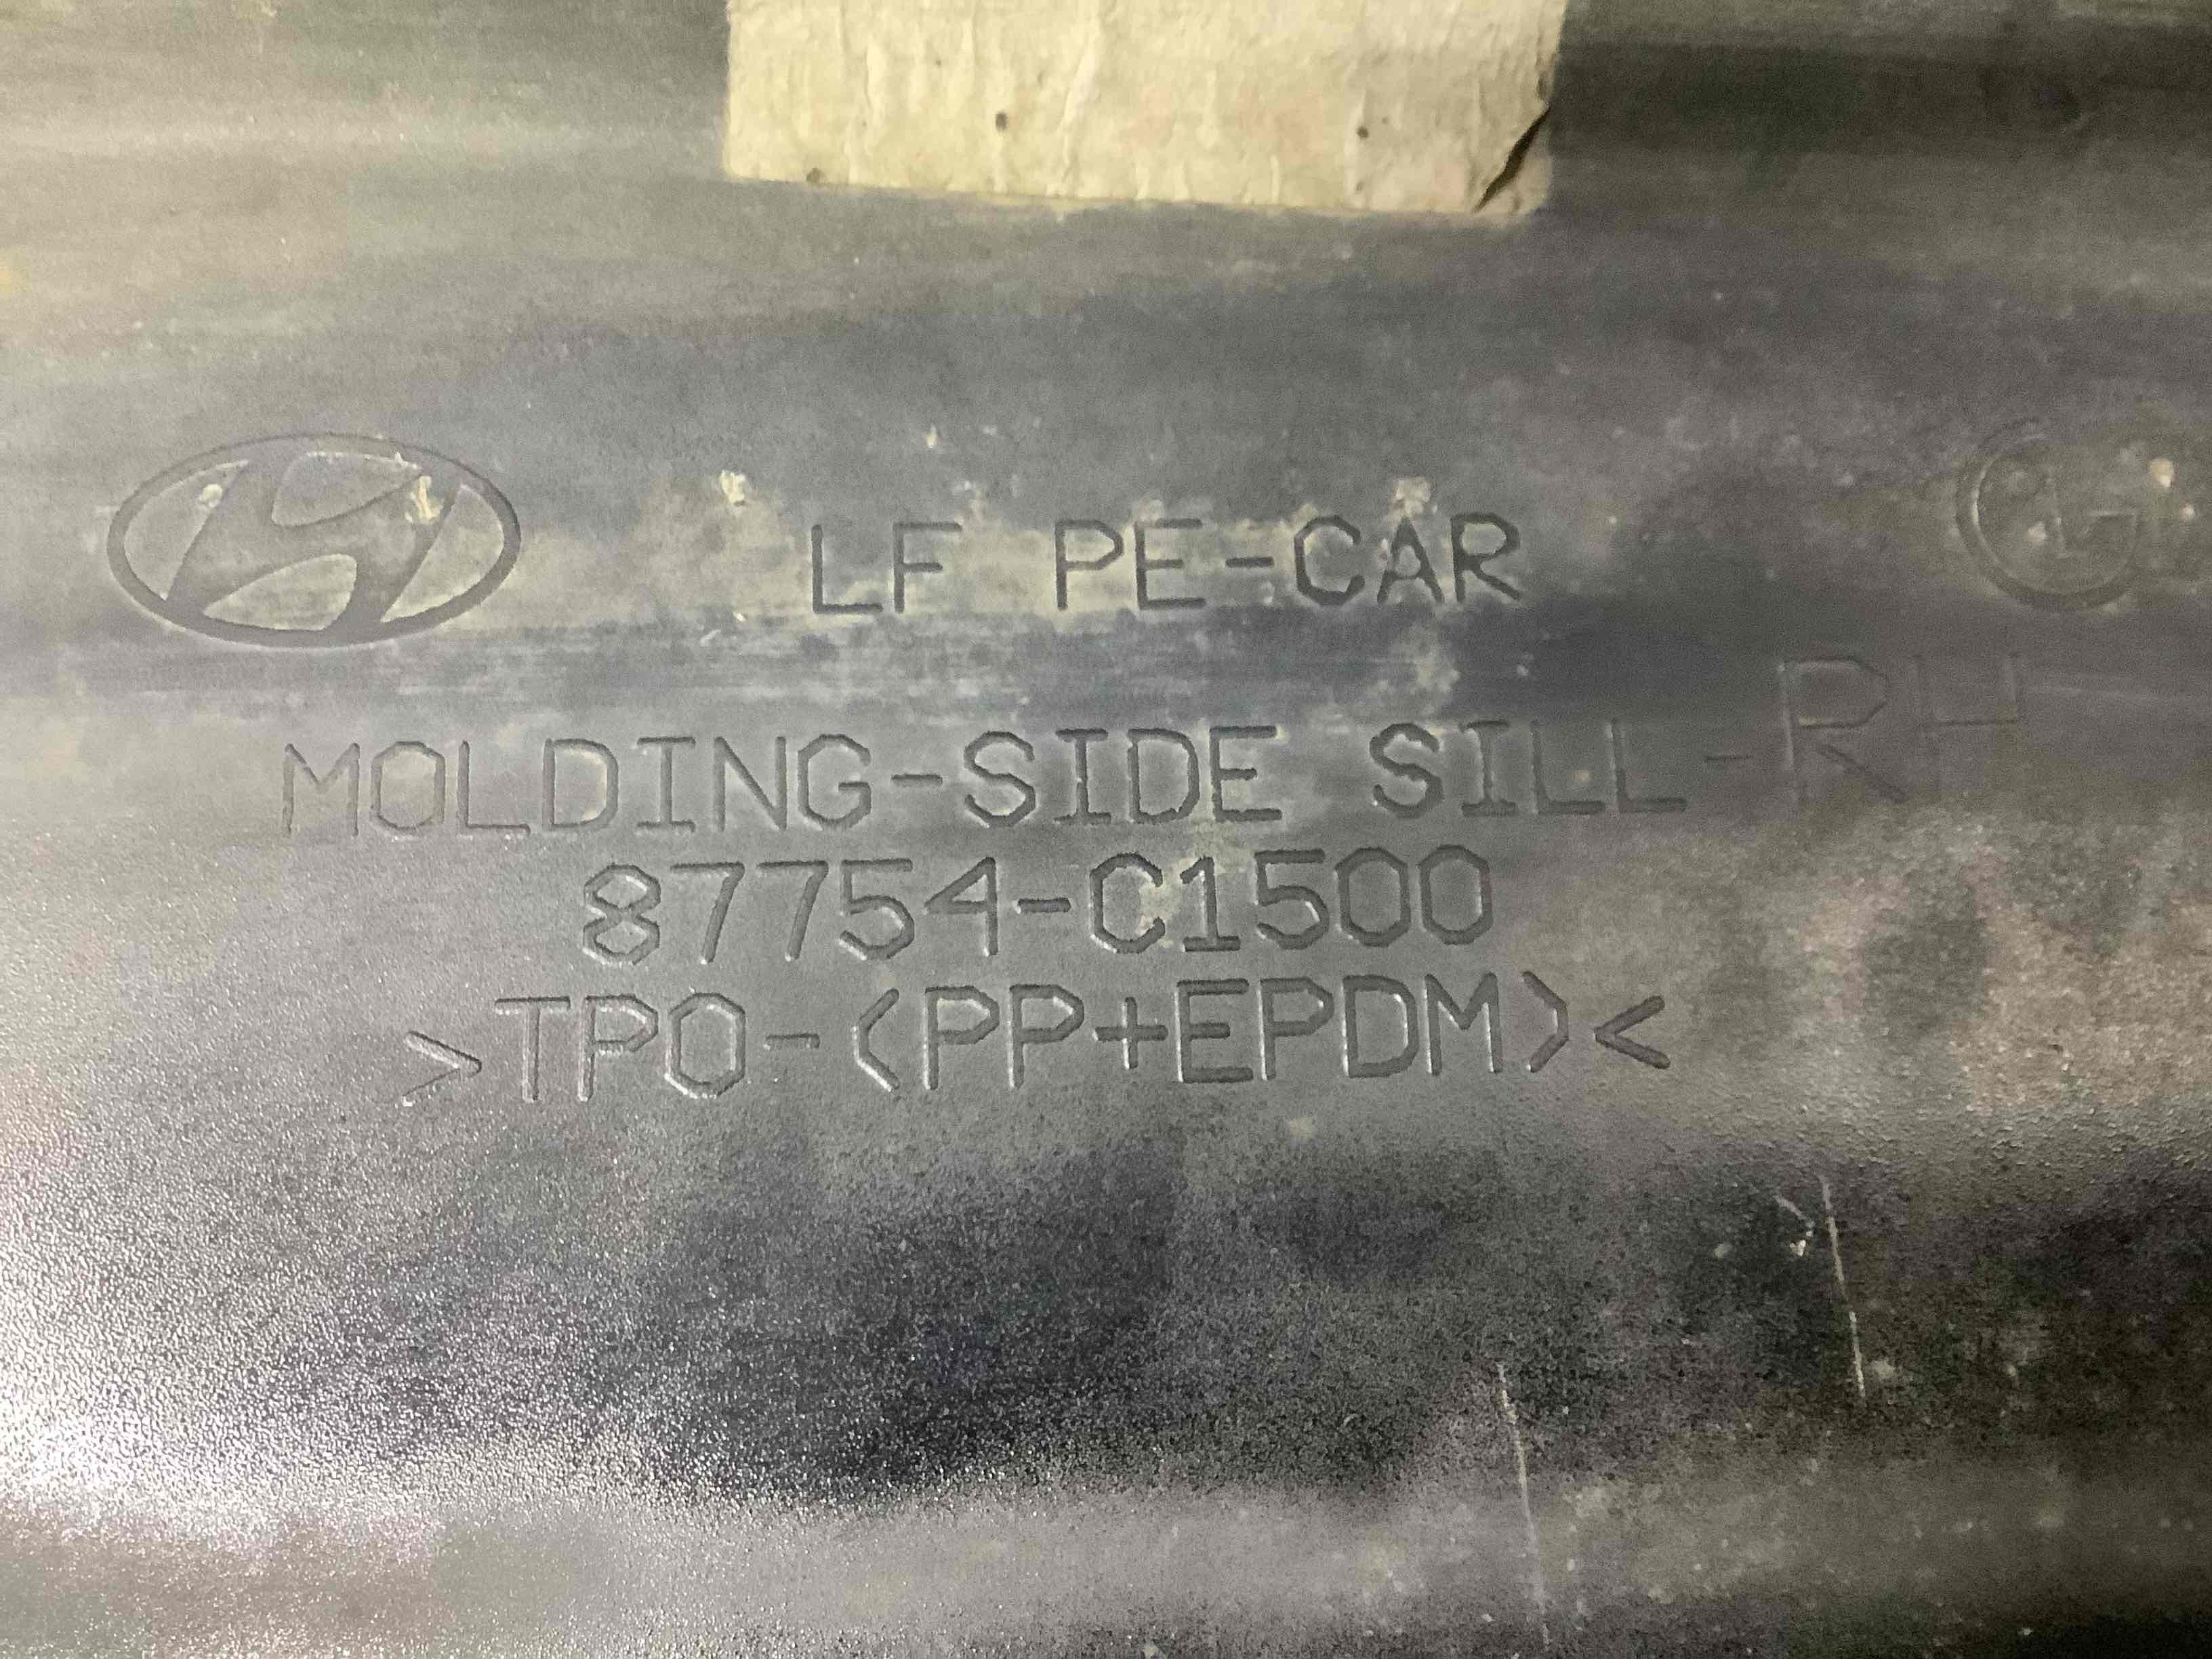 LF PE-CAR
MOLDING-SIDE SILL-RH
87754-C1500
>TPO-(PP+EPDM)<